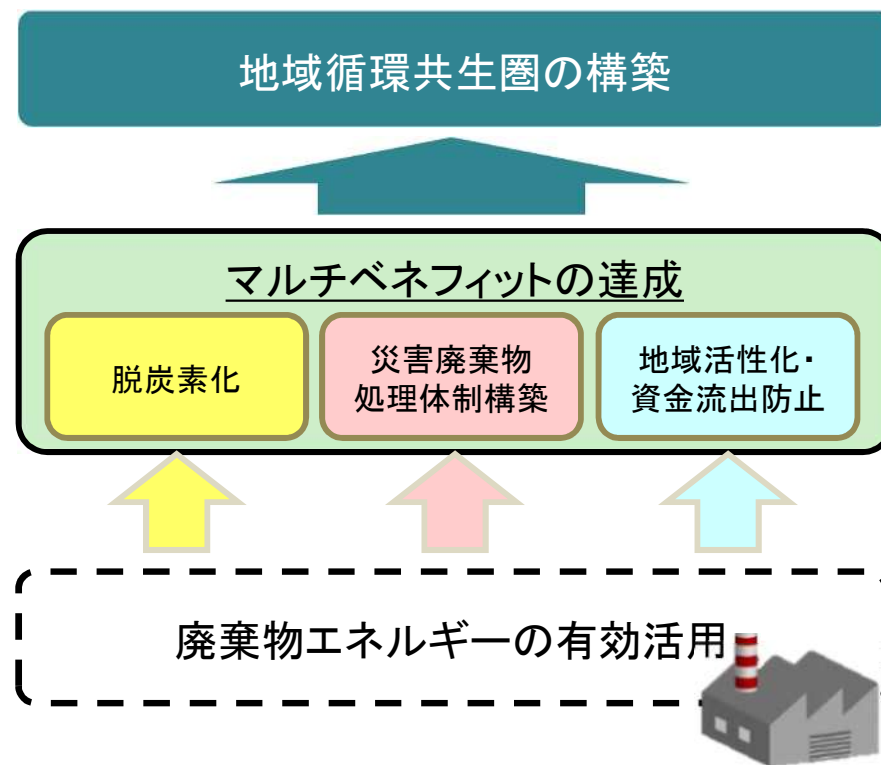 地域循環共生圏の構築
マルチベネフィットの達成
脱炭素化
災害廃棄物
処理体制構築
地域活性化・
資金流出防止
廃棄物エネルギーの有効活用